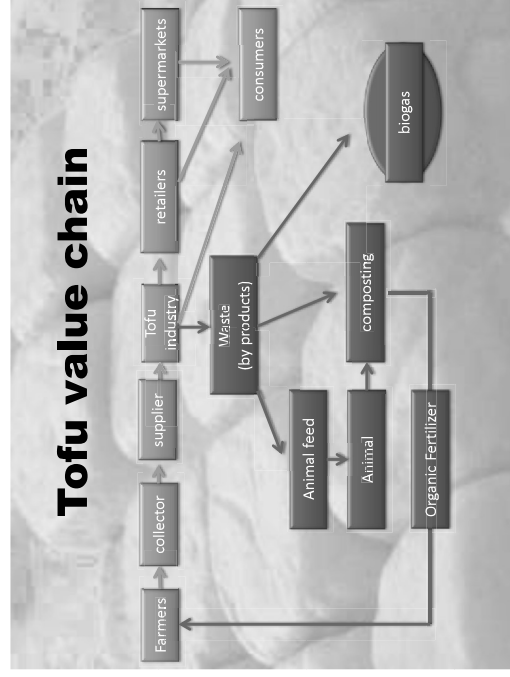 Tofu value chain
Farmers
collector
supplier
Tofu
industry
retailers
supermarkets
consumers
Waste
(by products)
Animal feed
Animal
composting
biogas
Organic Fertilizer